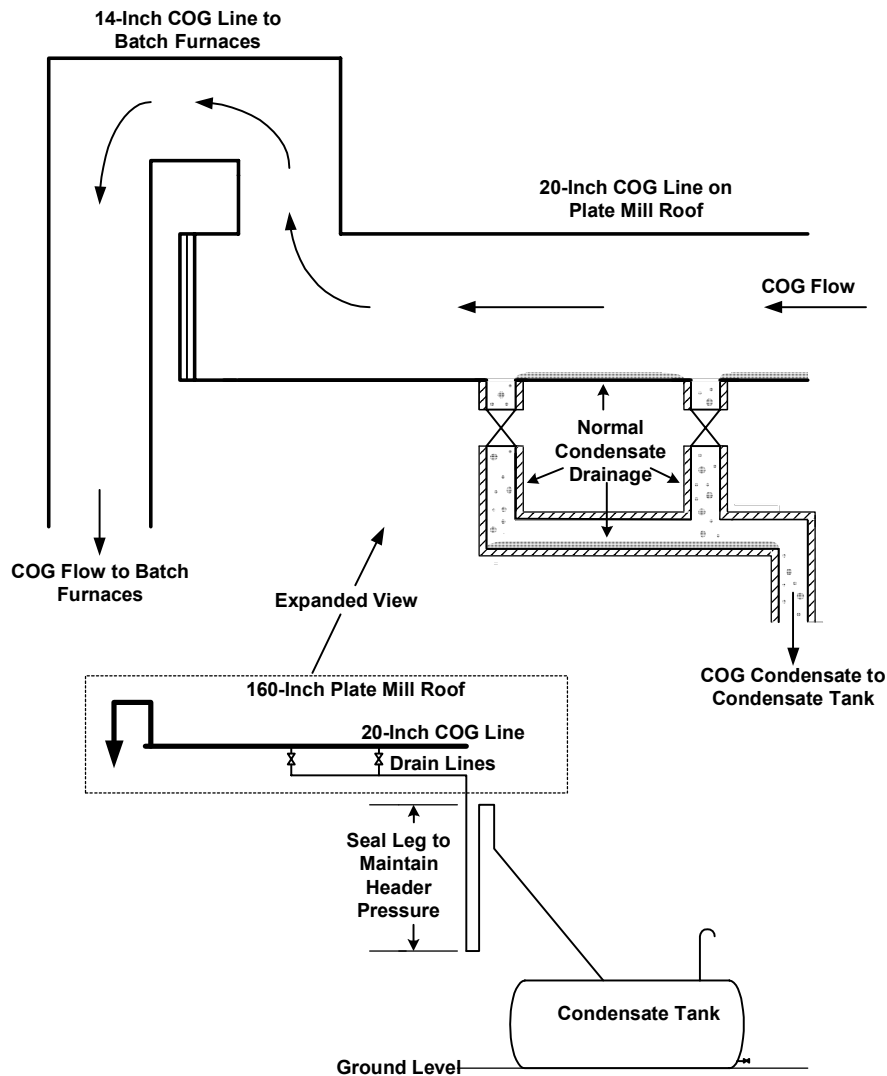 14-Inch COG Line to
Batch Furnaces
20-Inch COG Line on
Plate Mill Roof
COG Flow
Normal
Condensate
Drainage
COG Flow to Batch
Furnaces
Expanded View
COG Condensate to
Condensate Tank
160-Inch Plate Mill Roof
20-Inch COG Line
Drain Lines
Seal Leg to
Maintain
Header
Pressure
Condensate Tank
Ground Level